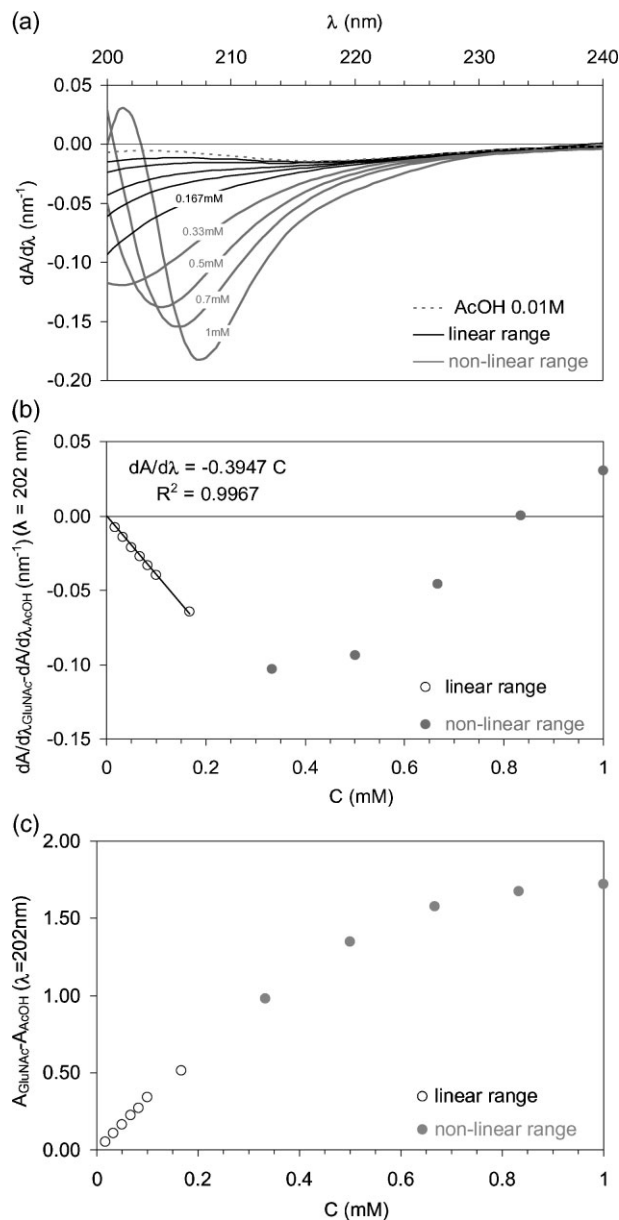 (a)
λ (nm)
200 210 220 230 240
0.05
0.00
-0.05
-0.10
-0.15
-0.20
dA/dλ (nm⁻¹)
0.167mM
0.33mM
0.5mM
0.7mM
1mM
AcOH 0.01M
linear range
non-linear range
(b)
0.05
0.00
-0.05
-0.10
-0.15
dA/dλGluNAc-dA/dλAcOH (nm⁻¹) (λ = 202 nm)
dA/dλ = -0.3947 C
R² = 0.9967
linear range
non-linear range
0 0.2 0.4 0.6 0.8 1
C (mM)
(c)
2.00
1.50
1.00
0.50
0.00
AGluNAc-AAcOH (λ=202nm)
linear range
non-linear range
0 0.2 0.4 0.6 0.8 1
C (mM)